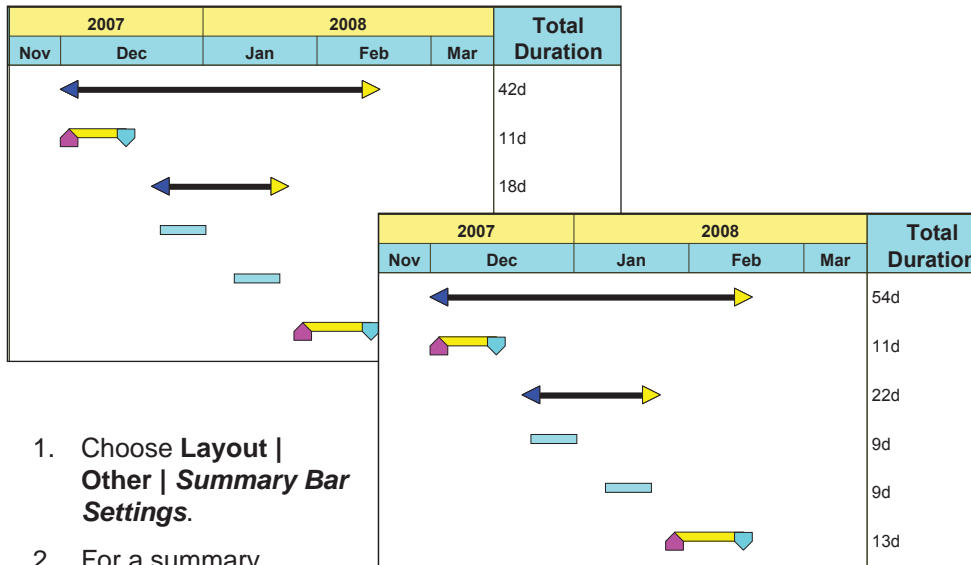 2007 2008 Total Duration
Nov Dec Jan Feb Mar
42d
11d
18d
2007 2008 Total
Nov Dec Jan Feb Mar Duration
54d
11d
22d
9d
9d
13d
1. Choose Layout |
Other | Summary Bar
Settings.
2. For a summary